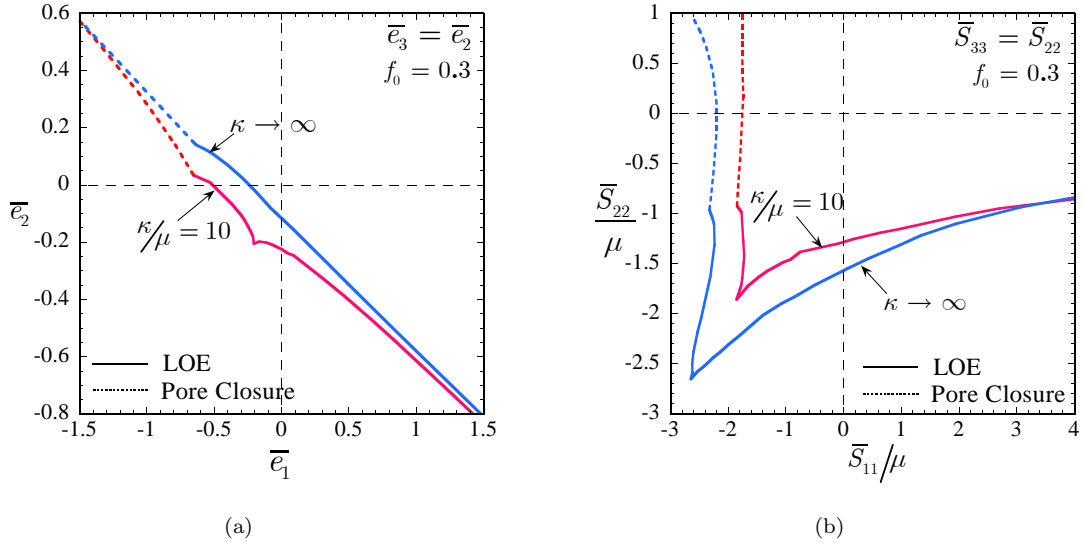 0.6
0.4
0.2
0
-0.2
-0.4
-0.6
-0.8
e̅₂
e̅₃ = e̅₂
f₀ = 0.3
κ → ∞
κ/μ = 10
LOE
Pore Closure
-1.5 -1 -0.5 0 0.5 1 1.5
e̅₁
(a)
1
0
-0.5
-1
-1.5
-2
-2.5
-3
S̅₂₂/μ
S̅₃₃ = S̅₂₂
f₀ = 0.3
κ/μ = 10
κ → ∞
LOE
Pore Closure
-3 -2 -1 0 1 2 3 4
S̅₁₁/μ
(b)